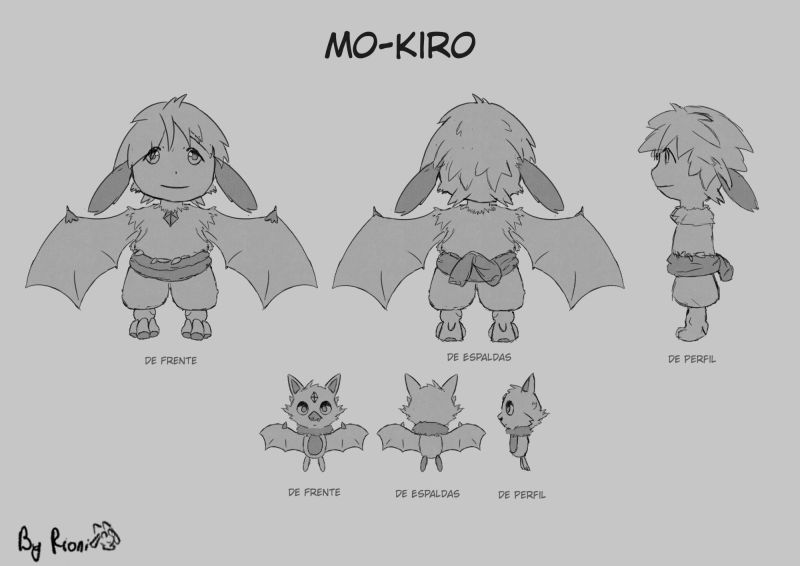 MO-KIRO
DE FRENTE
DE ESPALDAS
DE PERFIL
DE FRENTE
DE ESPALDAS
DE PERFIL
By Rioni